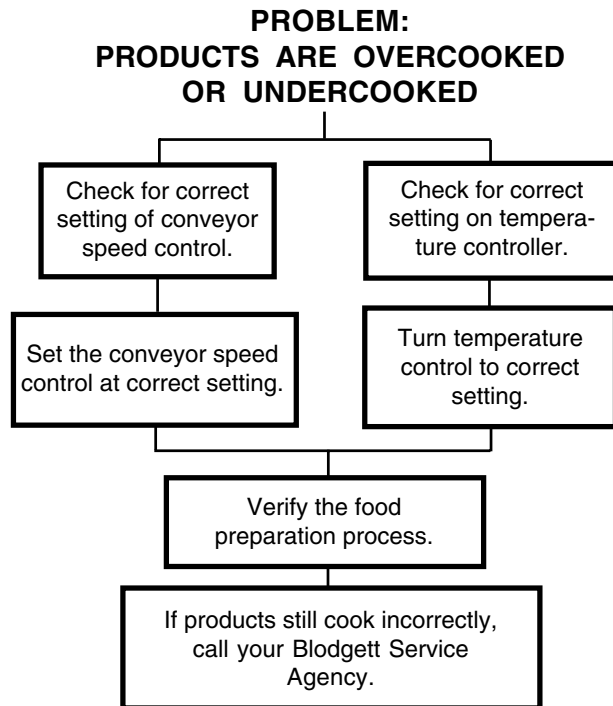 PROBLEM:
PRODUCTS ARE OVERCOOKED
OR UNDERCOOKED
Check for correct
setting of conveyor
speed control.
Check for correct
setting on tempera-
ture controller.
Set the conveyor speed
control at correct setting.
Turn temperature
control to correct
setting.
Verify the food
preparation process.
If products still cook incorrectly,
call your Blodgett Service
Agency.